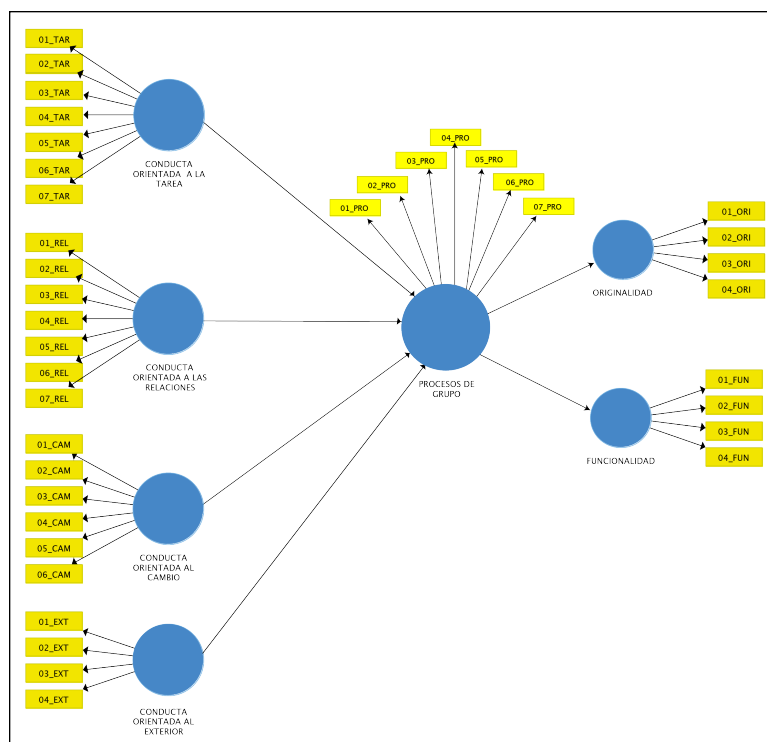 01_TAR
02_TAR
03_TAR
04_TAR
05_TAR
06_TAR
07_TAR
CONDUCTA
ORIENTADA A LA
TAREA
01_REL
02_REL
03_REL
04_REL
05_REL
06_REL
07_REL
CONDUCTA
ORIENTADA A LAS
RELACIONES
01_CAM
02_CAM
03_CAM
04_CAM
05_CAM
06_CAM
CONDUCTA
ORIENTADA AL
CAMBIO
01_EXT
02_EXT
03_EXT
04_EXT
CONDUCTA
ORIENTADA AL
EXTERIOR
01_PRO
02_PRO
03_PRO
04_PRO
05_PRO
06_PRO
07_PRO
PROCESOS DE
GRUPO
01_ORI
02_ORI
03_ORI
04_ORI
ORIGINALIDAD
01_FUN
02_FUN
03_FUN
04_FUN
FUNCIONALIDAD